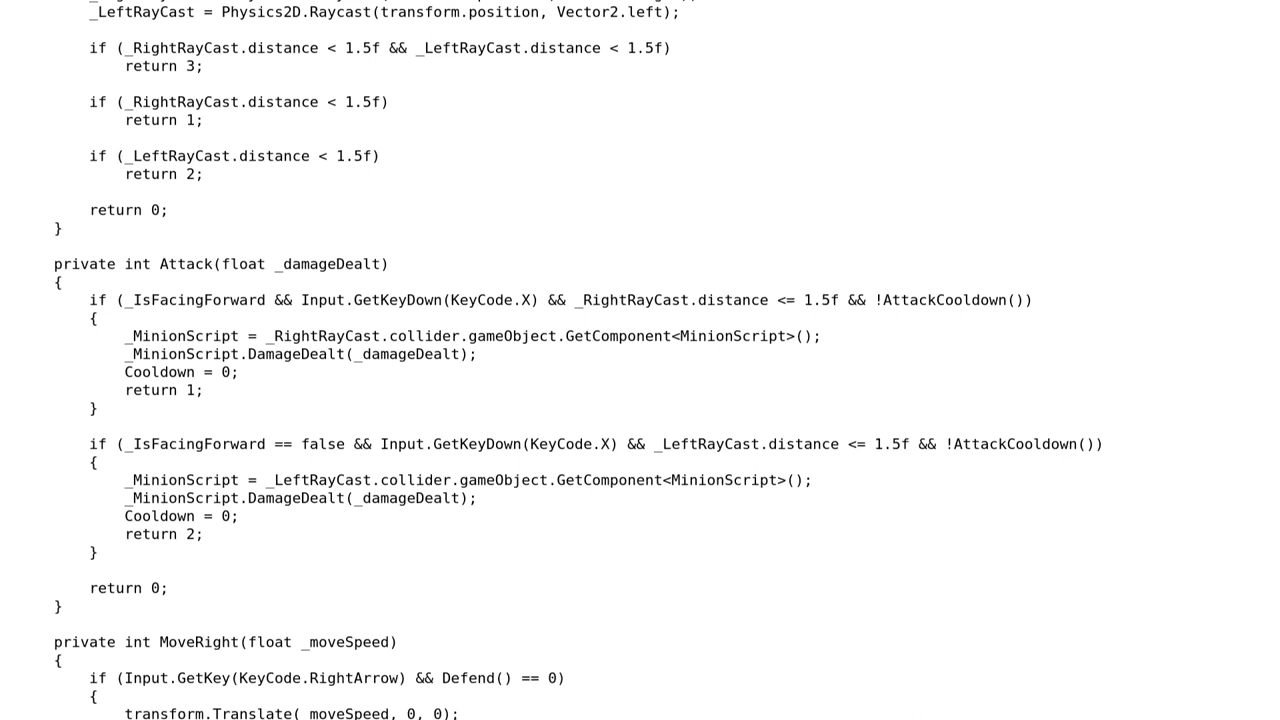 _LeftRayCast = Physics2D.Raycast(transform.position, Vector2.left);
if (_RightRayCast.distance < 1.5f && _LeftRayCast.distance < 1.5f)
return 3;
if (_RightRayCast.distance < 1.5f)
return 1;
if (_LeftRayCast.distance < 1.5f)
return 2;
return 0;
}
private int Attack(float _damageDealt)
{
if (_IsFacingForward && Input.GetKeyDown(KeyCode.X) && _RightRayCast.distance <= 1.5f && !AttackCooldown())
{
_MinionScript = _RightRayCast.collider.gameObject.GetComponent<MinionScript>();
_MinionScript.DamageDealt(_damageDealt);
Cooldown = 0;
return 1;
}
if (_IsFacingForward == false && Input.GetKeyDown(KeyCode.X) && _LeftRayCast.distance <= 1.5f && !AttackCooldown())
{
_MinionScript = _LeftRayCast.collider.gameObject.GetComponent<MinionScript>();
_MinionScript.DamageDealt(_damageDealt);
Cooldown = 0;
return 2;
}
return 0;
}
private int MoveRight(float _moveSpeed)
{
if (Input.GetKey(KeyCode.RightArrow) && Defend() == 0)
{
transform.Translate(_moveSpeed, 0, 0);